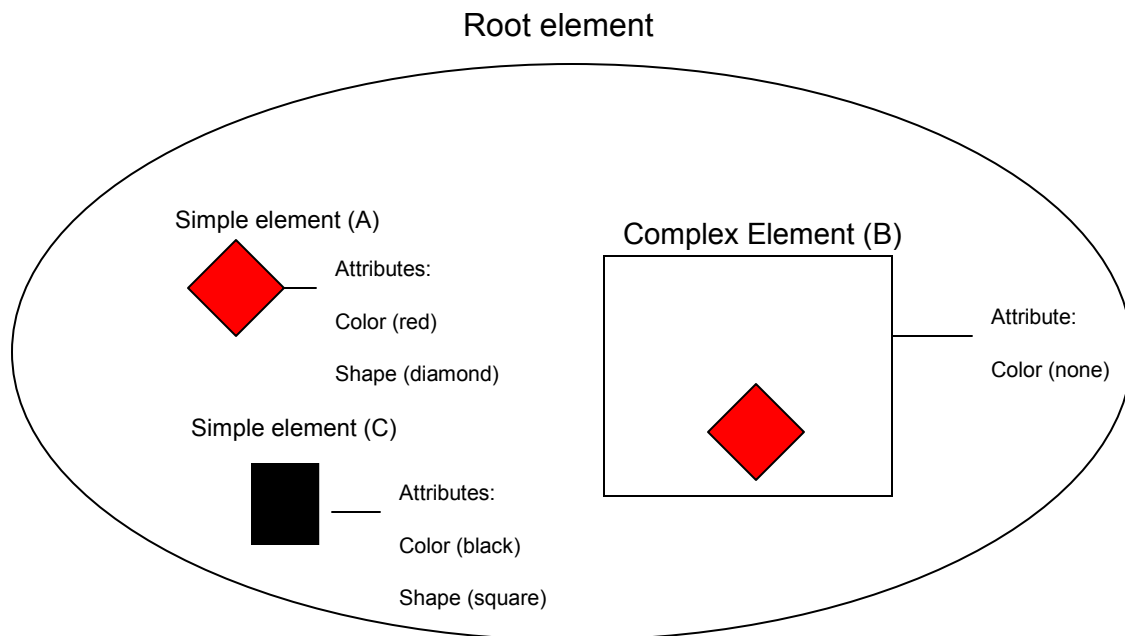 Root element
Simple element (A)
Attributes:
Color (red)
Shape (diamond)
Simple element (C)
Attributes:
Color (black)
Shape (square)
Complex Element (B)
Attribute:
Color (none)